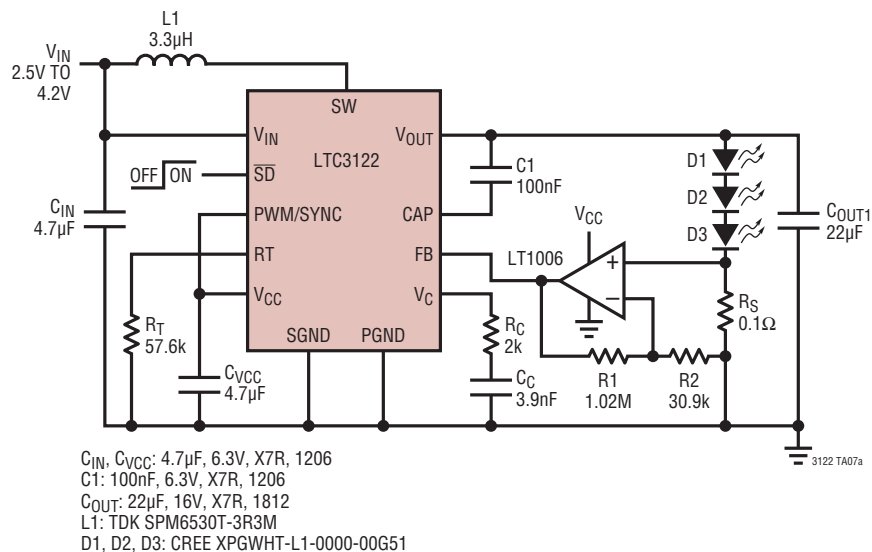 L1
3.3µH
VIN
2.5V TO
4.2V
SW
VIN
VOUT
LTC3122
SD
OFF ON
PWM/SYNC
CAP
RT
FB
VCC
VC
SGND
PGND
CIN
4.7µF
RT
57.6k
CVCC
4.7µF
C1
100nF
VCC
LT1006
+
–
RC
2k
CC
3.9nF
R1
1.02M
R2
30.9k
D1
D2
D3
RS
0.1Ω
COUT1
22µF
3122 TA07a
CIN, CVCC: 4.7µF, 6.3V, X7R, 1206
C1: 100nF, 6.3V, X7R, 1206
COUT: 22µF, 16V, X7R, 1812
L1: TDK SPM6530T-3R3M
D1, D2, D3: CREE XPGWHT-L1-0000-00G51